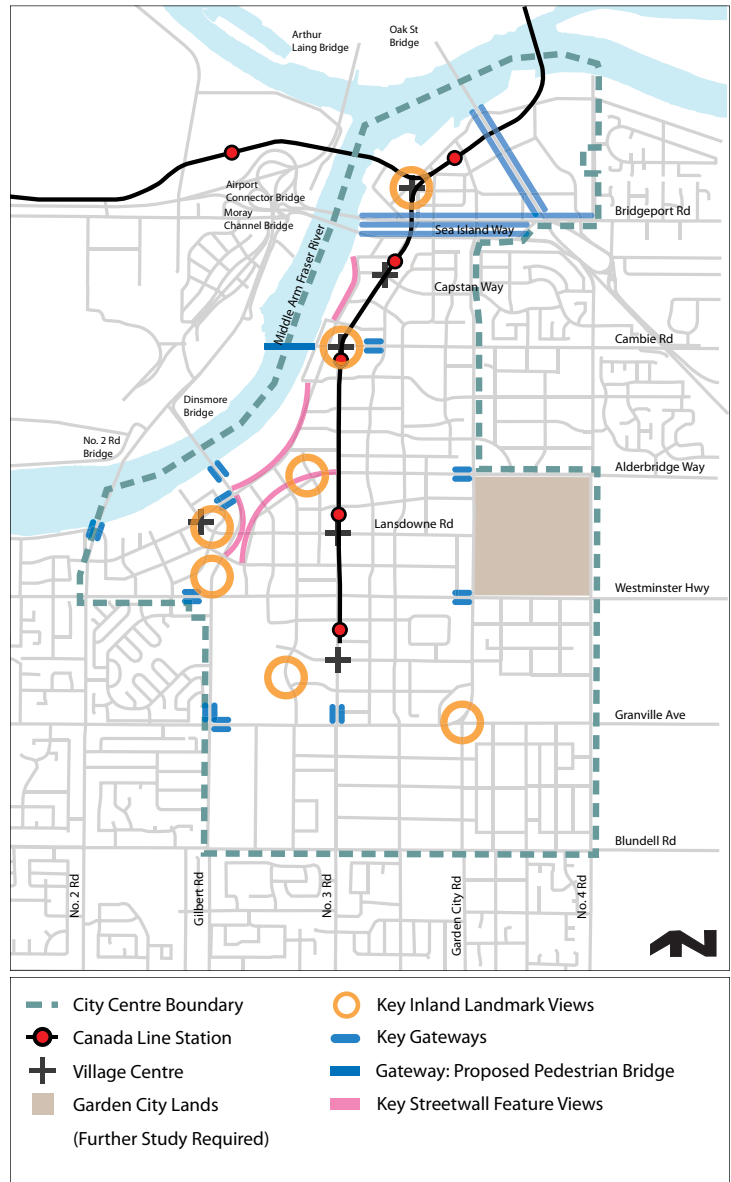 Arthur
Laing Bridge
Oak St
Bridge
Airport
Connector Bridge
Moray
Channel Bridge
Bridgeport Rd
Sea Island Way
Middle Arm Fraser River
Capstan Way
Cambie Rd
Dinsmore
Bridge
No. 2 Rd
Bridge
Alderbridge Way
Lansdowne Rd
Westminster Hwy
Granville Ave
Blundell Rd
No. 2 Rd
Gilbert Rd
No. 3 Rd
Garden City Rd
No. 4 Rd
N
City Centre Boundary
Canada Line Station
Village Centre
Garden City Lands
(Further Study Required)
Key Inland Landmark Views
Key Gateways
Gateway: Proposed Pedestrian Bridge
Key Streetwall Feature Views